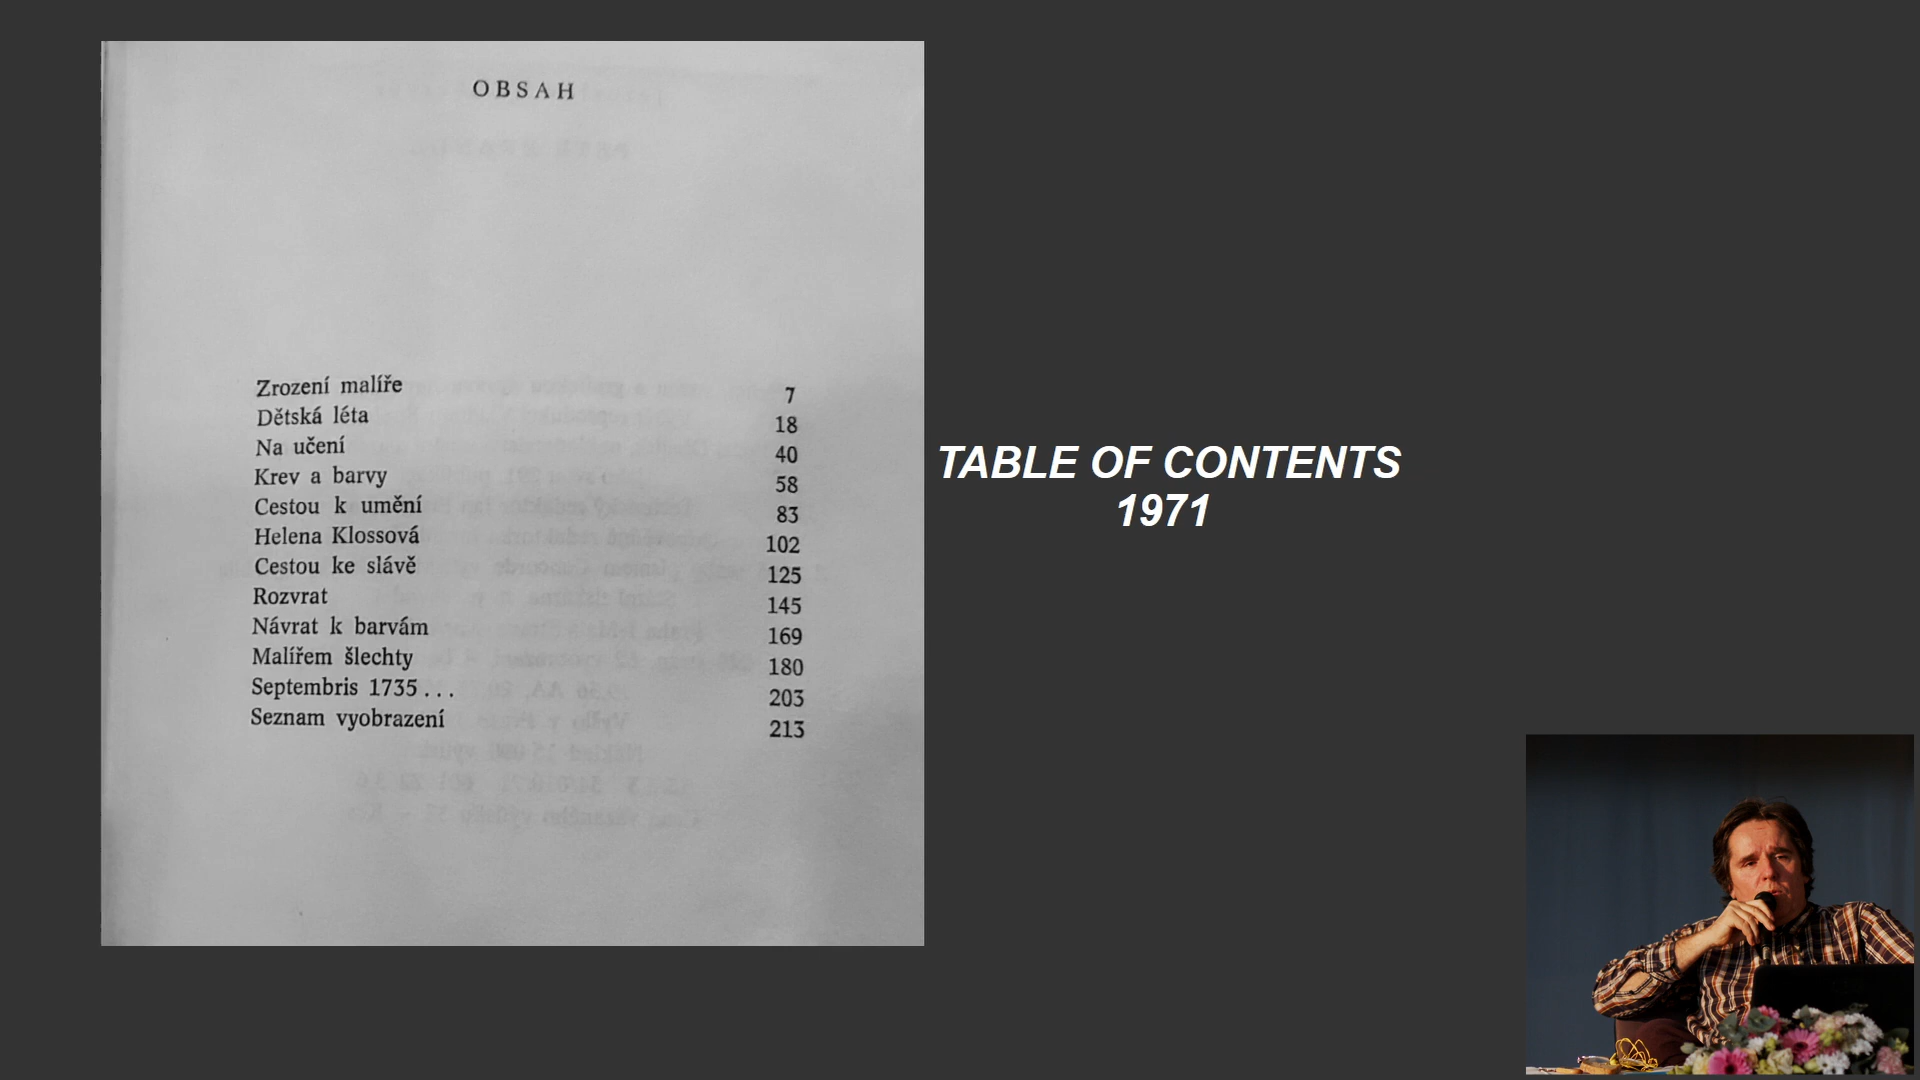 OBSAH
Zrození malíře 7
Dětská léta 18
Na učení 40
Krev a barvy 58
Cestou k umění 83
Helena Klossová 102
Cestou ke slávě 125
Rozvrat 145
Návrat k barvám 169
Malířem šlechty 180
Septembris 1735... 203
Seznam vyobrazení 213
TABLE OF CONTENTS
1971